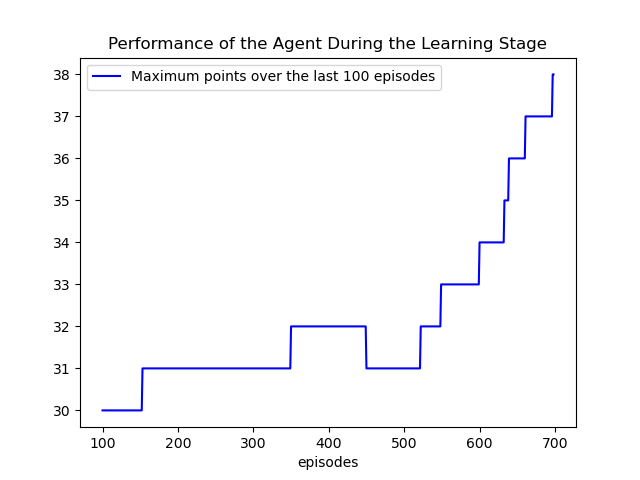 Performance of the Agent During the Learning Stage
Maximum points over the last 100 episodes
38
37
36
35
34
33
32
31
30
100 200 300 400 500 600 700
episodes